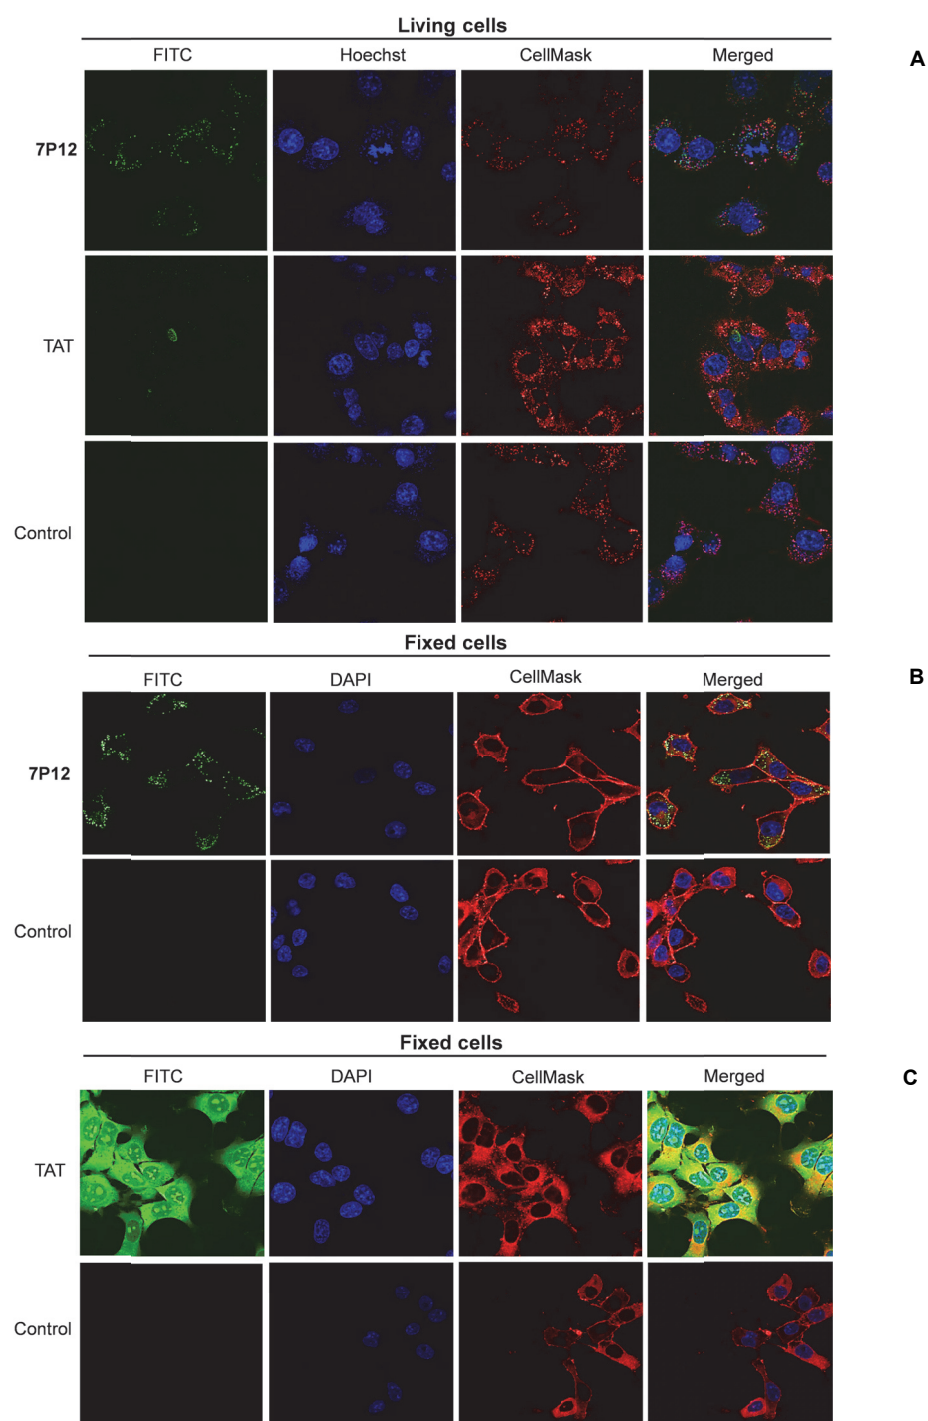 Living cells
FITC Hoechst CellMask Merged
A
7P12
TAT
Control
Fixed cells
FITC DAPI CellMask Merged
B
7P12
Control
Fixed cells
FITC DAPI CellMask Merged
C
TAT
Control